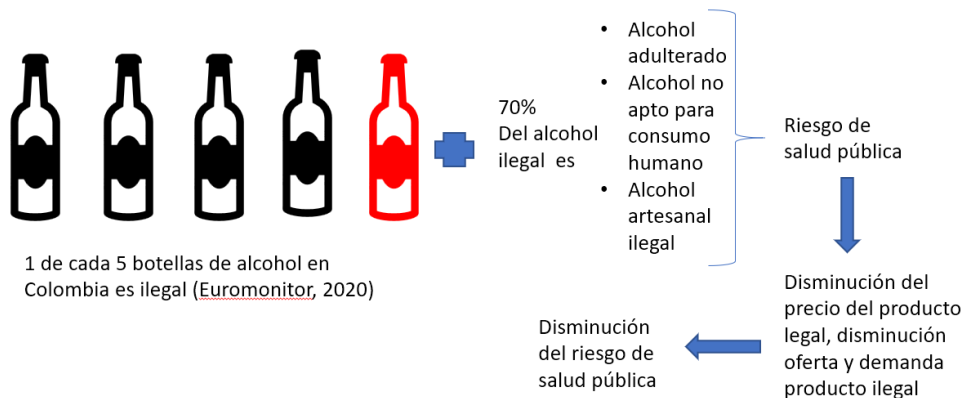 1 de cada 5 botellas de alcohol en
Colombia es ilegal (Euromonitor, 2020)
70%
Del alcohol
ilegal es
• Alcohol
adulterado
• Alcohol no
apto para
consumo
humano
• Alcohol
artesanal
ilegal
Riesgo de
salud pública
Disminución del
precio del producto
legal, disminución
oferta y demanda
producto ilegal
Disminución
del riesgo de
salud pública